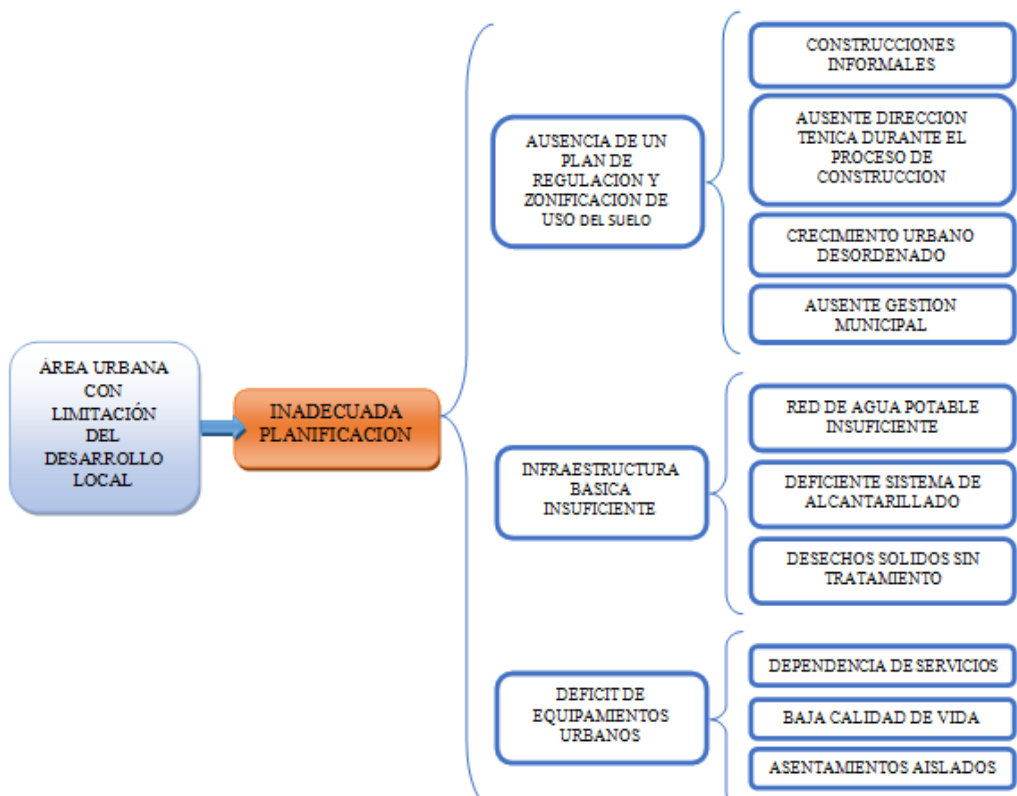 ÁREA URBANA
CON
LIMITACIÓN
DEL
DESARROLLO
LOCAL
INADECUADA
PLANIFICACION
AUSENCIA DE UN
PLAN DE
REGULACION Y
ZONIFICACION DE
USO DEL SUELO
CONSTRUCCIONES
INFORMALES
AUSENTE DIRECCION
TENICA DURANTE EL
PROCESO DE
CONSTRUCCION
CRECIMIENTO URBANO
DESORDENADO
AUSENTE GESTION
MUNICIPAL
INFRAESTRUCTURA
BASICA
INSUFICIENTE
RED DE AGUA POTABLE
INSUFICIENTE
DEFICIENTE SISTEMA DE
ALCANTARILLADO
DESECHOS SOLIDOS SIN
TRATAMIENTO
DEFICIT DE
EQUIPAMIENTOS
URBANOS
DEPENDENCIA DE SERVICIOS
BAJA CALIDAD DE VIDA
ASENTAMIENTOS AISLADOS